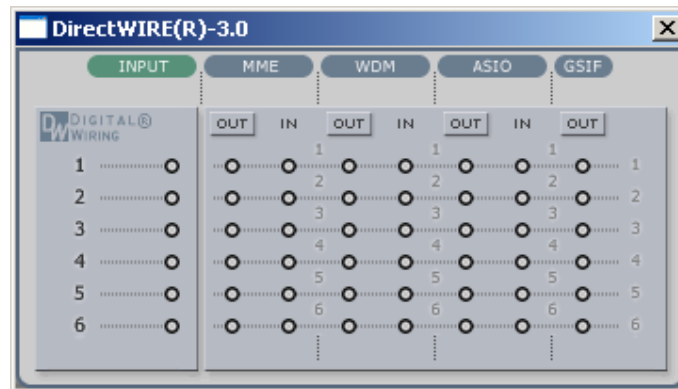 DirectWIRE(R)-3.0
INPUT MME WDM ASIO GSIF
DW DIGITAL® WIRING
OUT IN OUT IN OUT IN OUT
1 1 1 1 1
2 2 2 2 2
3 3 3 3 3
4 4 4 4 4
5 5 5 5 5
6 6 6 6 6